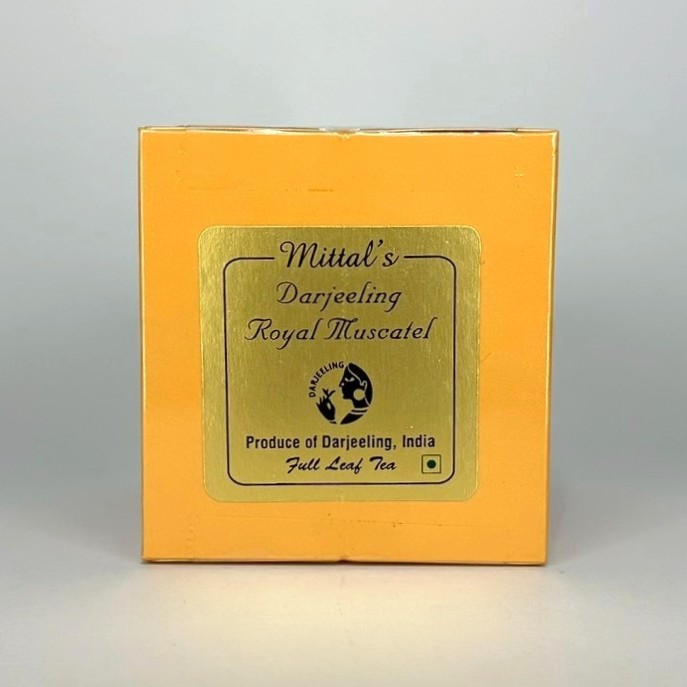 Mittal's
Darjeeling
Royal Muscatel
DARJEELING
Produce of Darjeeling, India
Full Leaf Tea